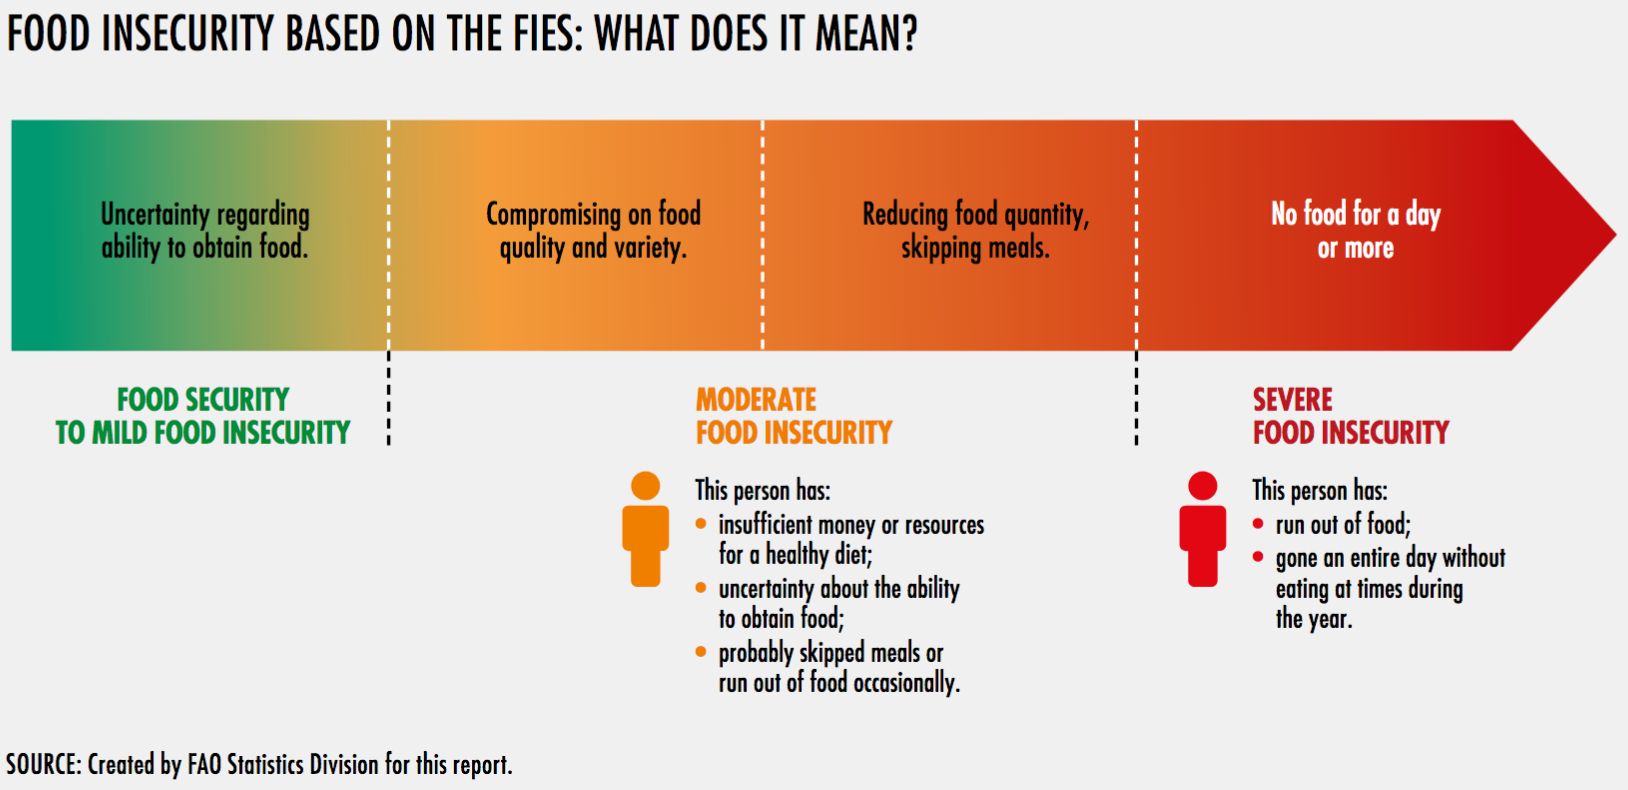 FOOD INSECURITY BASED ON THE FIES: WHAT DOES IT MEAN?
Uncertainty regarding
ability to obtain food.
Compromising on food
quality and variety.
Reducing food quantity,
skipping meals.
No food for a day
or more
FOOD SECURITY
TO MILD FOOD INSECURITY
MODERATE
FOOD INSECURITY
This person has:
• insufficient money or resources
for a healthy diet;
• uncertainty about the ability
to obtain food;
• probably skipped meals or
run out of food occasionally.
SEVERE
FOOD INSECURITY
This person has:
• run out of food;
• gone an entire day without
eating at times during
the year.
SOURCE: Created by FAO Statistics Division for this report.